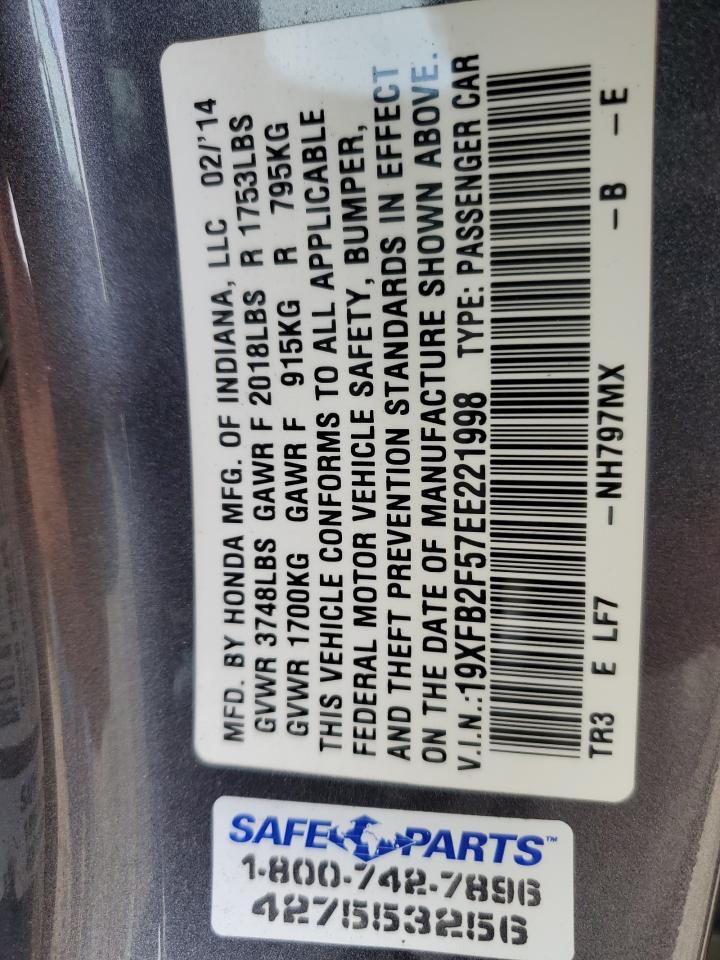 MFD. BY HONDA MFG. OF INDIANA, LLC 02/'14
GVWR 3748LBS GAWR F 2018LBS R 1753LBS
GVWR 1700KG GAWR F 915KG R 795KG
THIS VEHICLE CONFORMS TO ALL APPLICABLE
FEDERAL MOTOR VEHICLE SAFETY, BUMPER,
AND THEFT PREVENTION STANDARDS IN EFFECT
ON THE DATE OF MANUFACTURE SHOWN ABOVE.
V.I.N.:19XFB2F57EE221998 TYPE: PASSENGER CAR
TR3 E LF7 -NH797MX -B -E
SAFE PARTS™
1-800-742-7896
427553256